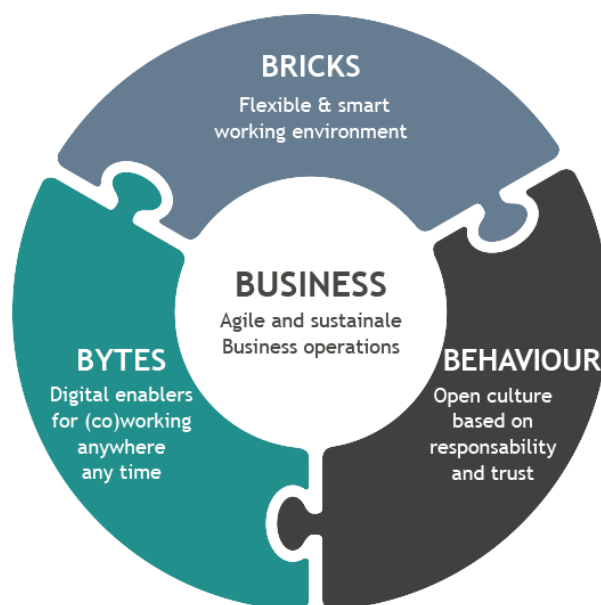 BRICKS
Flexible & smart
working environment
BUSINESS
Agile and sustainale
Business operations
BYTES
Digital enablers
for (co)working
anywhere
any time
BEHAVIOUR
Open culture
based on
responsability
and trust